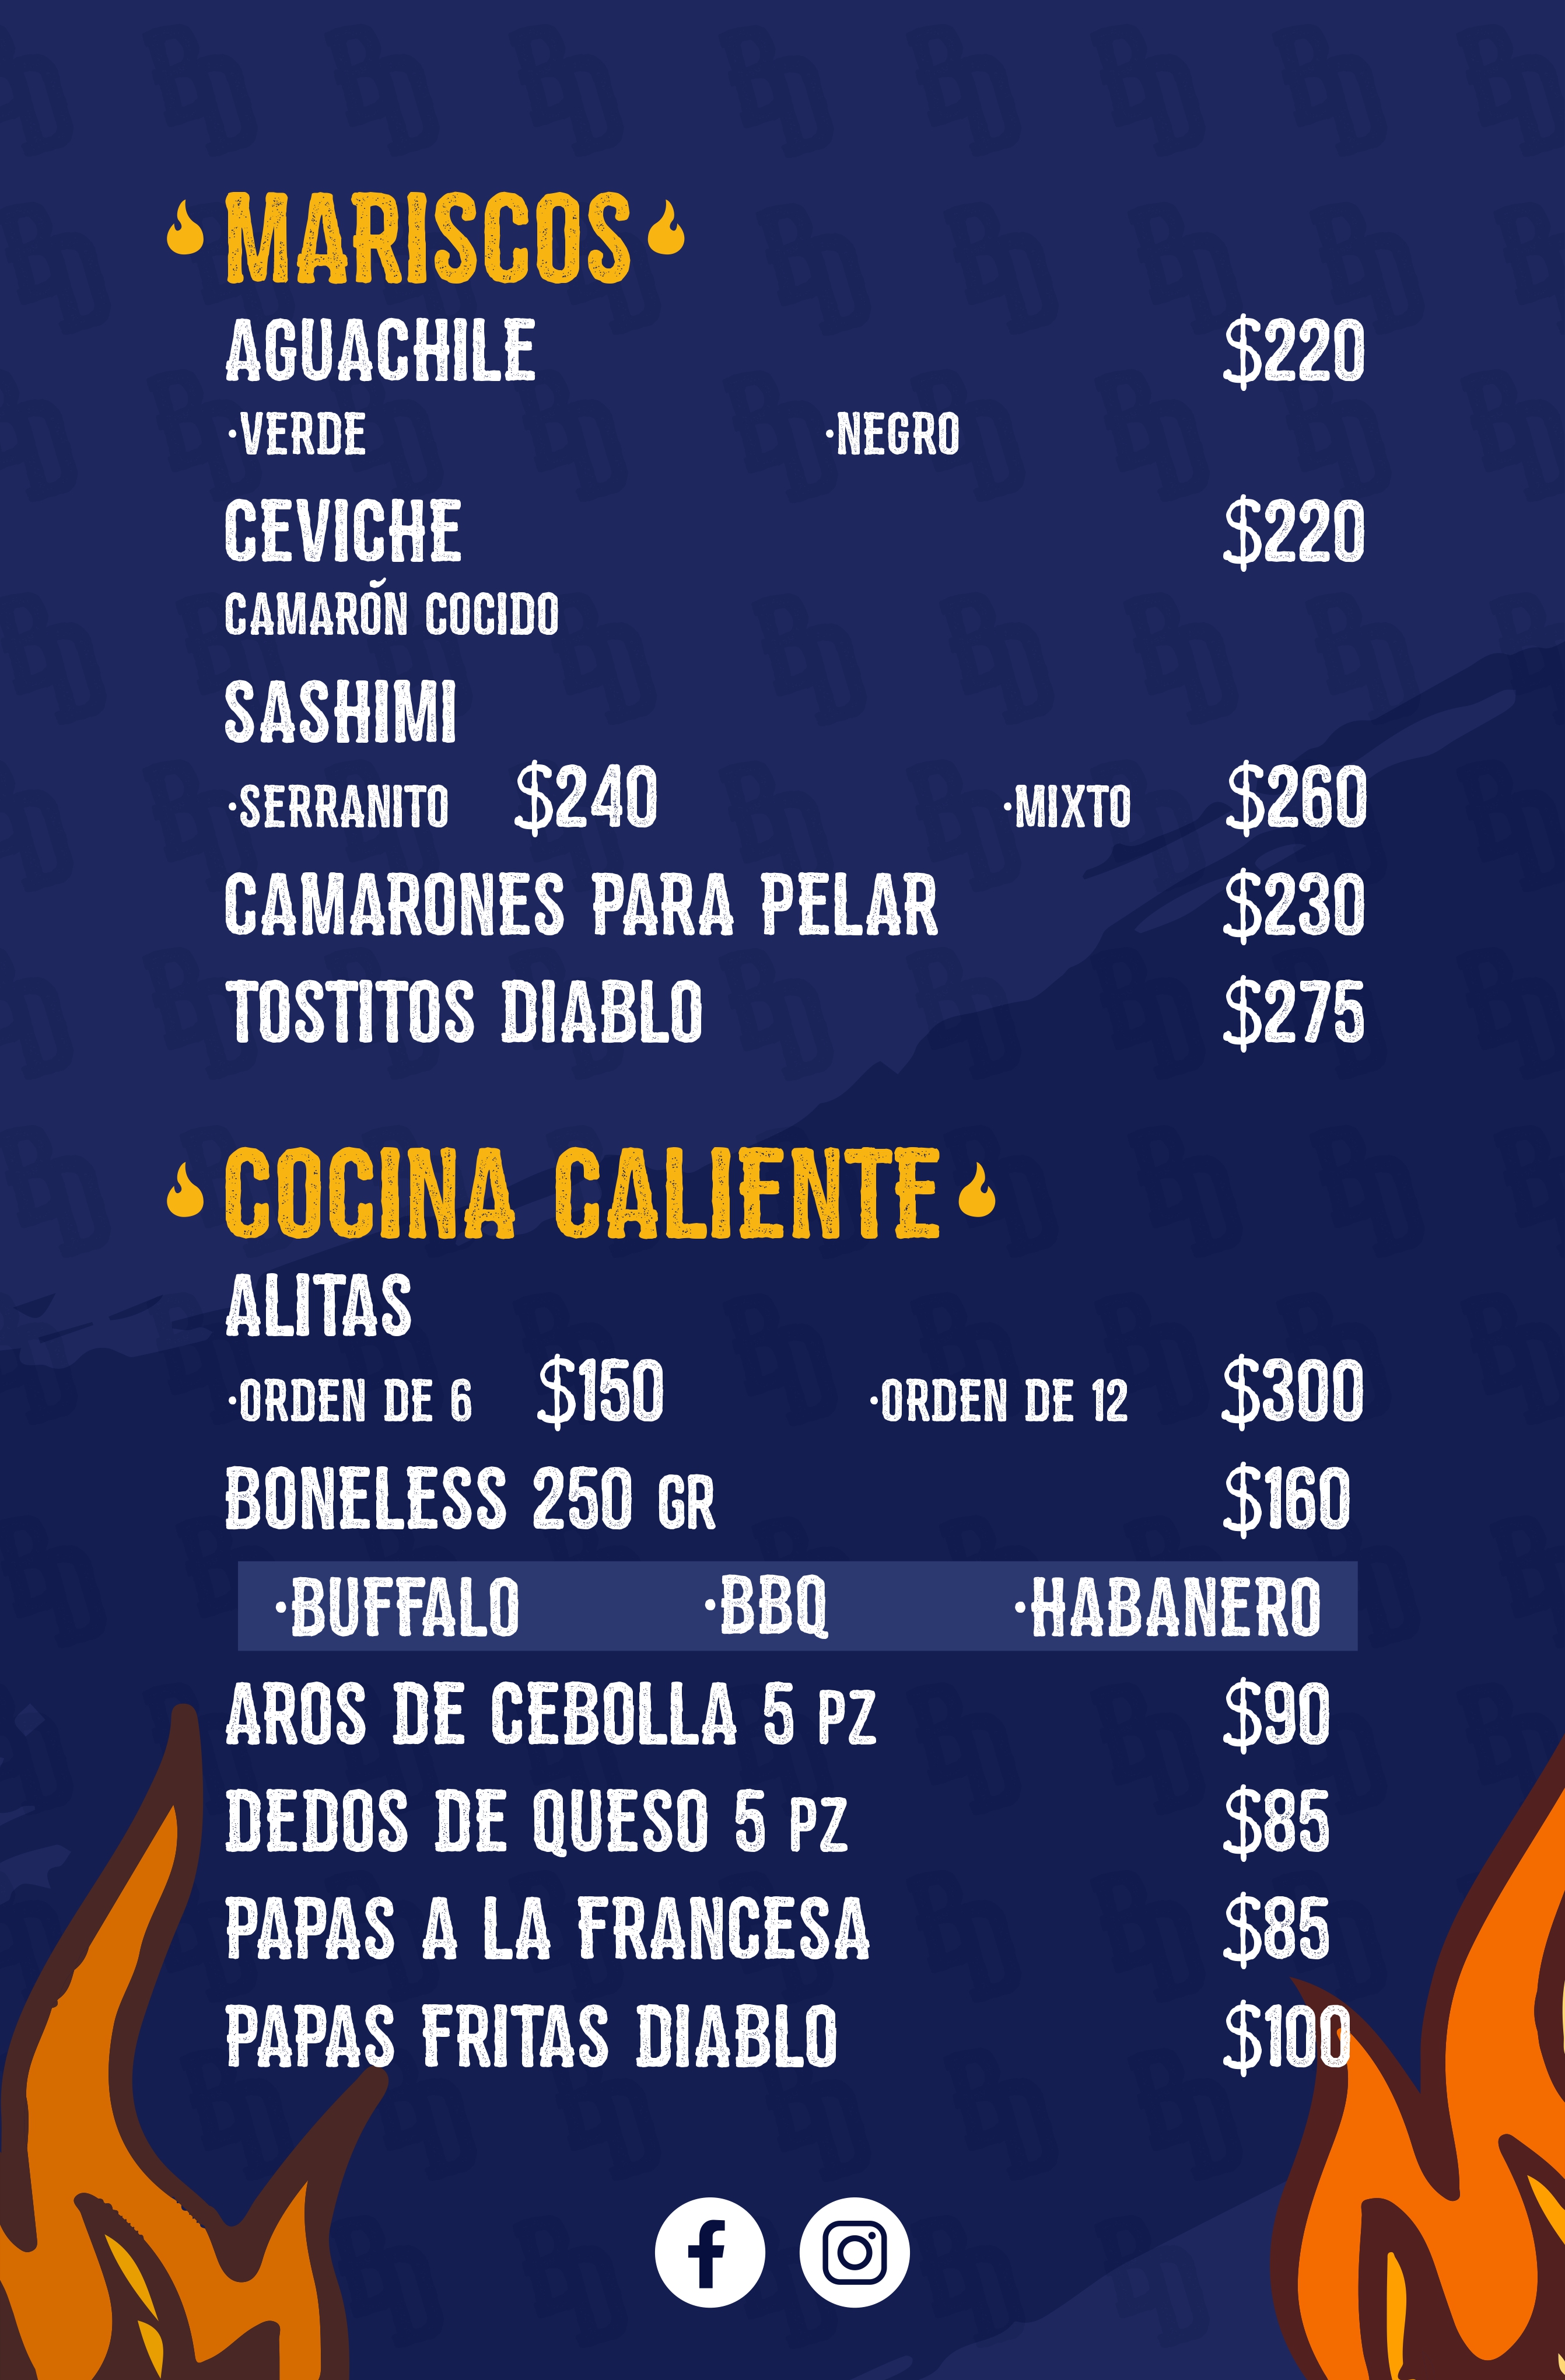 MARISCOS
AGUACHILE $220
·VERDE ·NEGRO
CEVICHE $220
CAMARÓN COCIDO
SASHIMI
·SERRANITO $240 ·MIXTO $260
CAMARONES PARA PELAR $230
TOSTITOS DIABLO $275
COCINA CALIENTE
ALITAS
·ORDEN DE 6 $150 ·ORDEN DE 12 $300
BONELESS 250 GR $160
·BUFFALO ·BBQ ·HABANERO
AROS DE CEBOLLA 5 PZ $90
DEDOS DE QUESO 5 PZ $85
PAPAS A LA FRANCESA $85
PAPAS FRITAS DIABLO $100